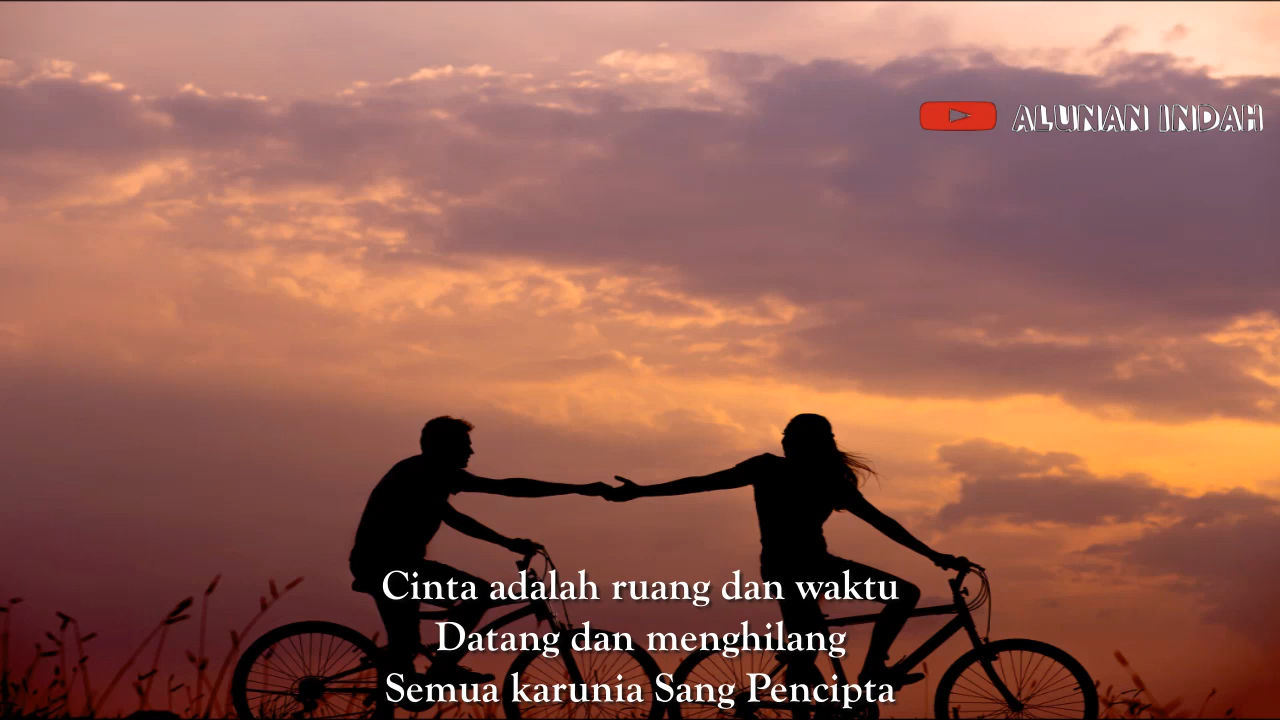 ALUNAN INDAH
Cinta adalah ruang dan waktu
Datang dan menghilang
Semua karunia Sang Pencipta